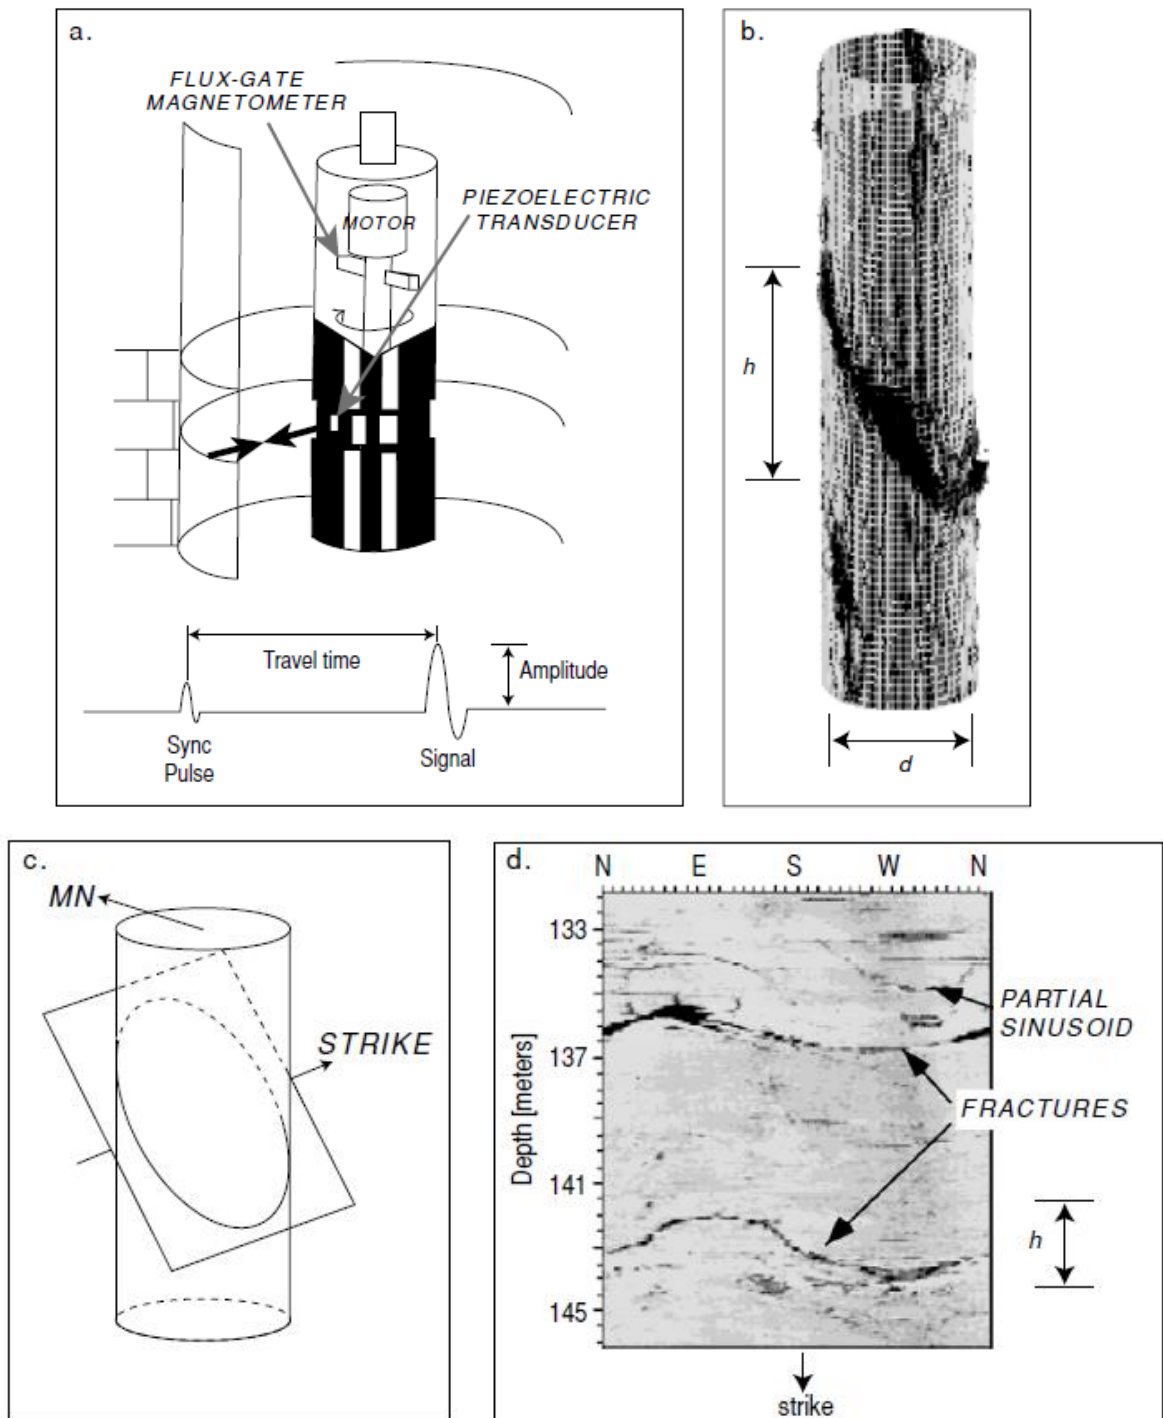 a.
FLUX-GATE
MAGNETOMETER
PIEZOELECTRIC
TRANSDUCER
MOTOR
Travel time
Amplitude
Sync
Pulse
Signal
b.
h
d
c.
MN
STRIKE
d.
N E S W N
133
137
141
145
Depth [meters]
PARTIAL
SINUSOID
FRACTURES
h
strike